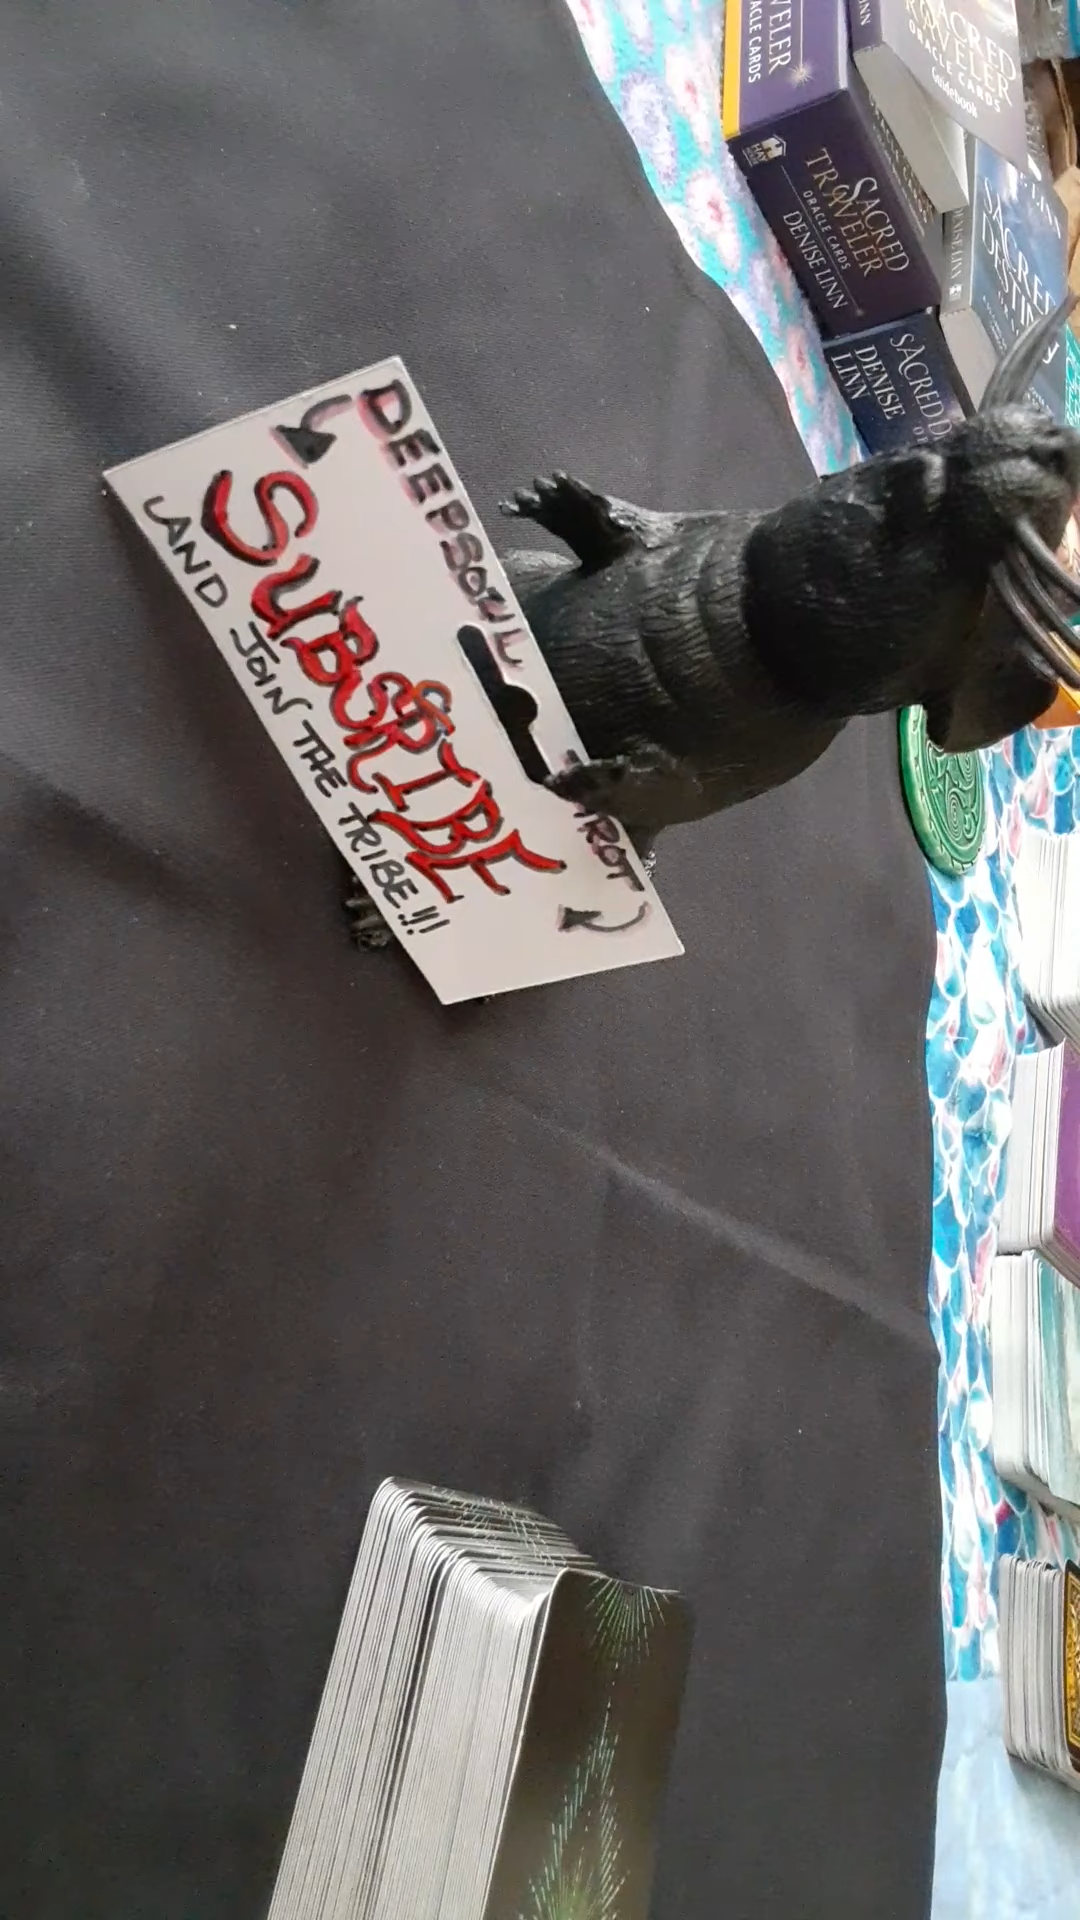 DEEPSOUL TAROT
SUBSCRIBE
AND JOIN THE TRIBE!!!
SACRED
TRAVELER
ORACLE CARDS
Guidebook
SACRED
TRAVELER
ORACLE CARDS
DENISE LINN
SACRED
DENISE
LINN
SACRED